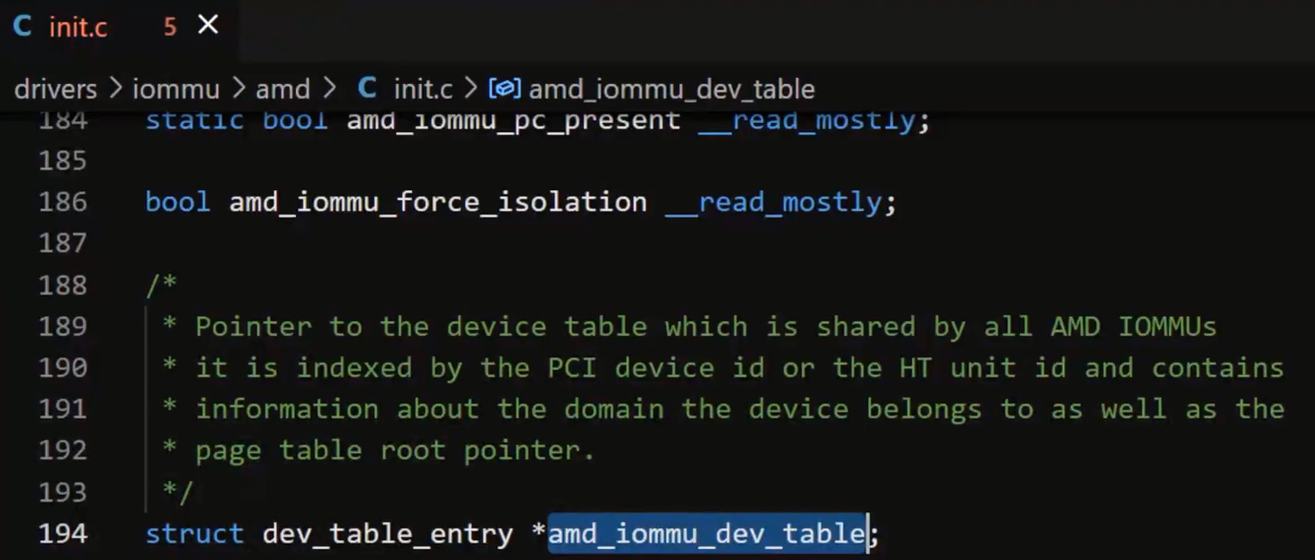 C init.c 5 ×
drivers > iommu > amd > C init.c > amd_iommu_dev_table
184 static bool amd_iommu_pc_present __read_mostly;
185
186 bool amd_iommu_force_isolation __read_mostly;
187
188 /*
189 * Pointer to the device table which is shared by all AMD IOMMUs
190 * it is indexed by the PCI device id or the HT unit id and contains
191 * information about the domain the device belongs to as well as the
192 * page table root pointer.
193 */
194 struct dev_table_entry *amd_iommu_dev_table;